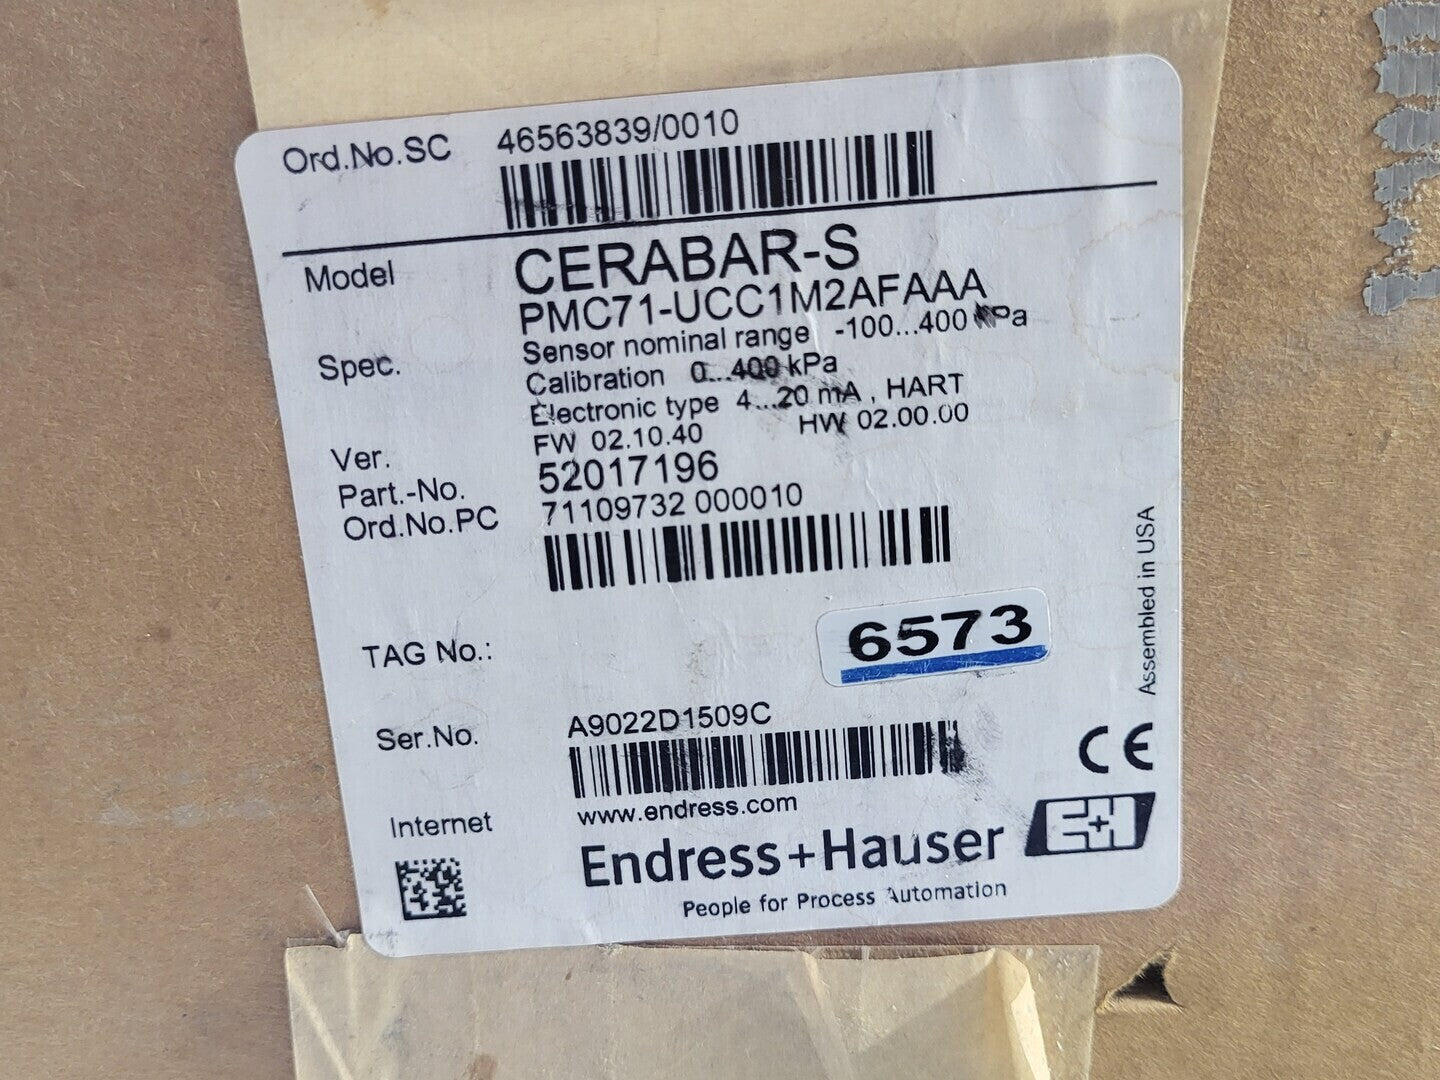 Ord.No.SC 46563839/0010
Model CERABAR-S
PMC71-UCC1M2AFAAA
Spec. Sensor nominal range -100...400 kPa
Calibration 0...400 kPa
Electronic type 4...20 mA , HART
Ver. FW 02.10.40 HW 02.00.00
Part.-No. 52017196
Ord.No.PC 71109732 000010
TAG No.:
6573
Assembled in USA
Ser.No. A9022D1509C
CE
Internet www.endress.com
Endress+Hauser
E+H
People for Process Automation